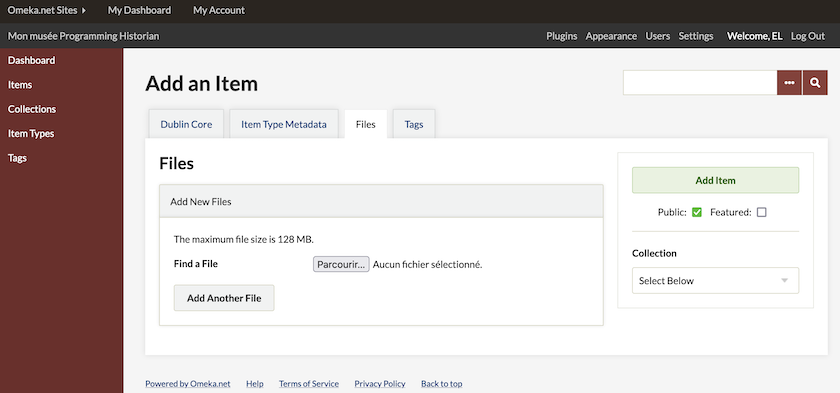 Omeka.net Sites My Dashboard My Account
Mon musée Programming Historian Plugins Appearance Users Settings Welcome, EL Log Out
Dashboard
Items
Collections
Item Types
Tags
Add an Item
Dublin Core Item Type Metadata Files Tags
Files
Add New Files
The maximum file size is 128 MB.
Find a File Parcourir... Aucun fichier sélectionné.
Add Another File
Add Item
Public: Featured:
Collection
Select Below
Powered by Omeka.net Help Terms of Service Privacy Policy Back to top